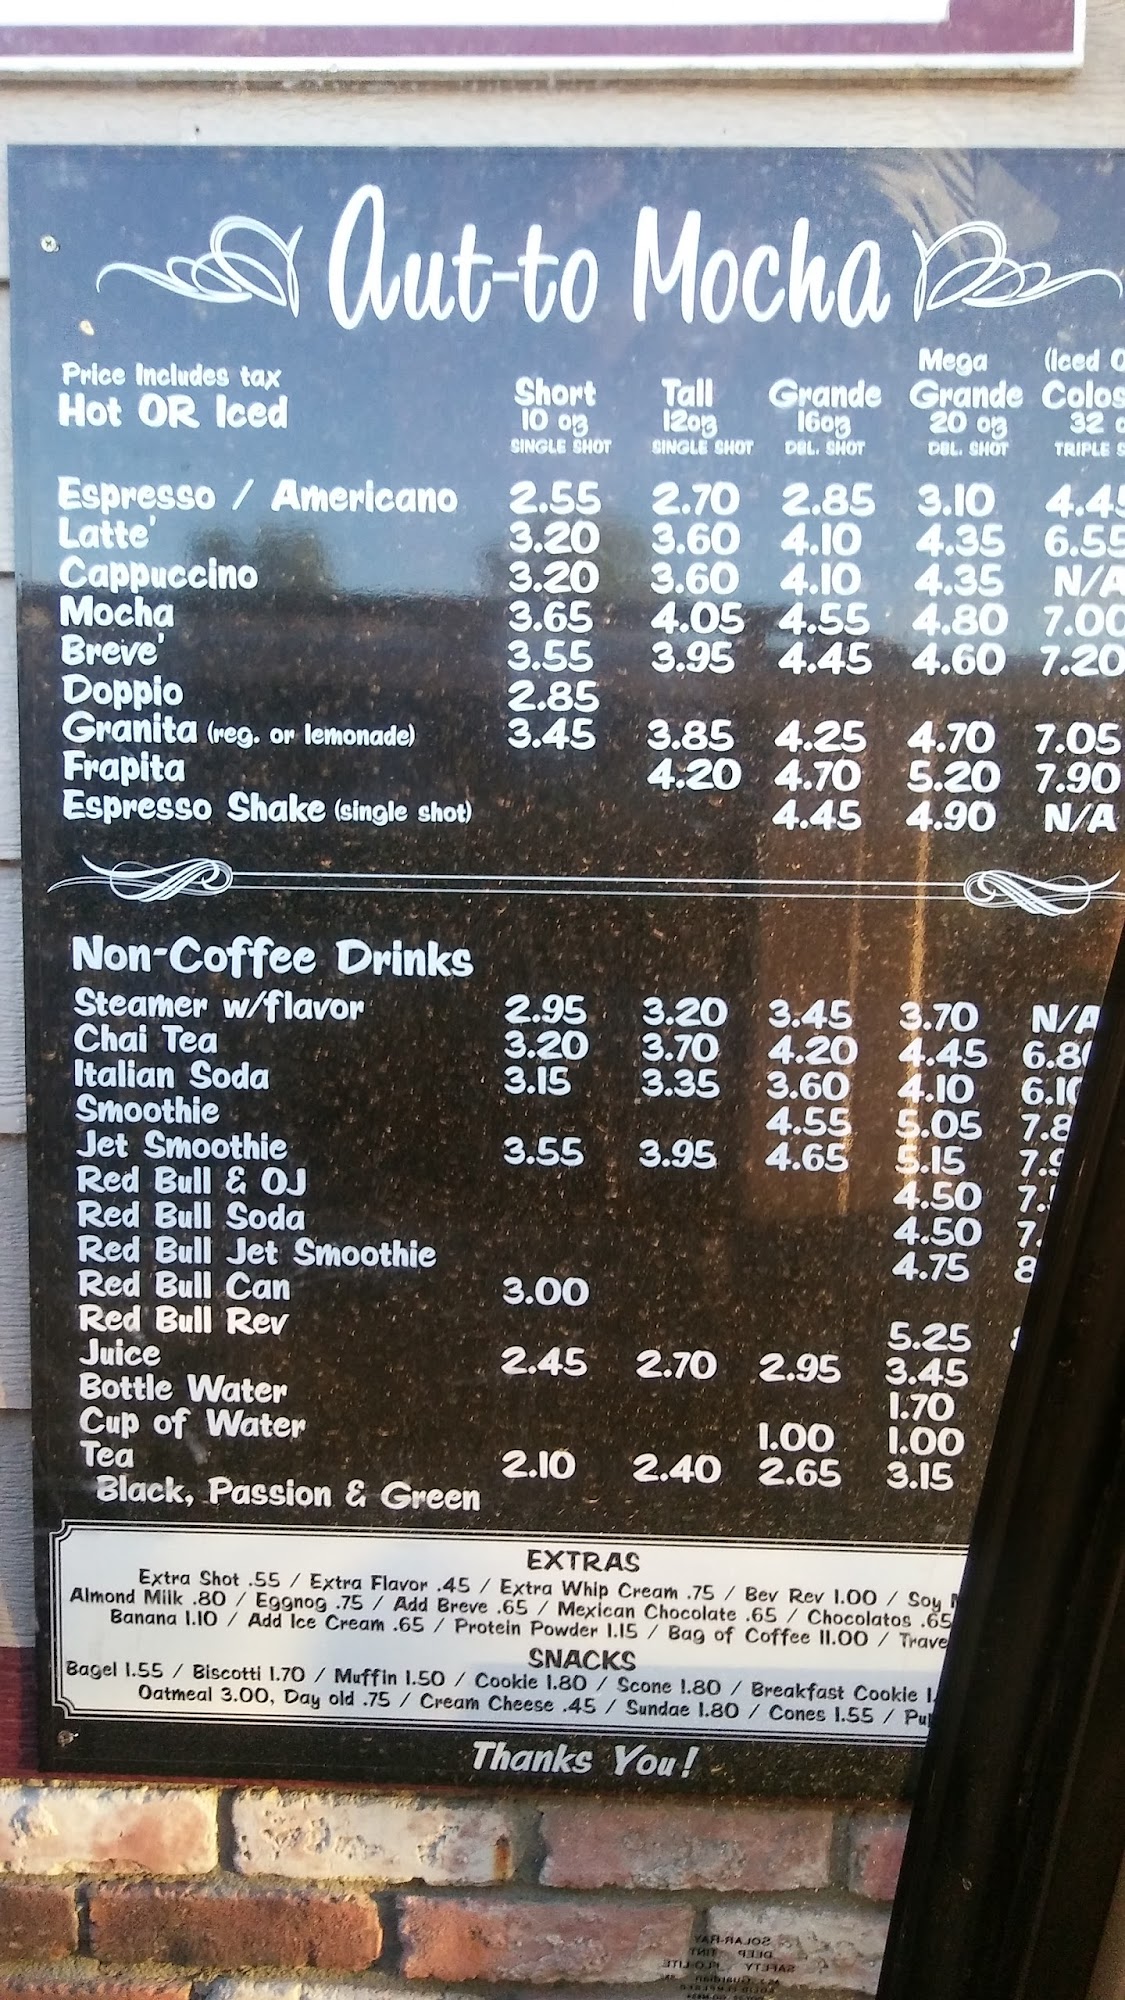 Aut-to Mocha
Price Includes tax
Hot OR Iced
Short 10 oz SINGLE SHOT
Tall 12oz SINGLE SHOT
Grande 16oz DBL. SHOT
Mega Grande 20 oz DBL. SHOT
(Iced 32 TRIPLE
Espresso / Americano 2.55 2.70 2.85 3.10
Latte' 3.20 3.60 4.10 4.35 6.55
Cappuccino 3.20 3.60 4.10 4.35 N/A
Mocha 3.65 4.05 4.55 4.80 7.00
Breve' 3.55 3.95 4.45 4.60 7.20
Doppio 2.85
Granita (reg. or lemonade) 3.45 3.85 4.25 4.70 7.05
Frapita 4.20 4.70 5.20 7.90
Espresso Shake (single shot) 4.45 4.90 N/A
Non-Coffee Drinks
Steamer w/flavor 2.95 3.20 3.45 3.70 N/A
Chai Tea 3.20 3.70 4.20 4.45
Italian Soda 3.15 3.35 3.60 4.10
Smoothie 4.55 5.05
Jet Smoothie 3.55 3.95 4.65 5.15
Red Bull & OJ 4.50
Red Bull Soda 4.50
Red Bull Jet Smoothie 4.75
Red Bull Can 3.00
Red Bull Rev 5.25
Juice 2.45 2.70 2.95 3.45
Bottle Water 1.70
Cup of Water 1.00 1.00
Tea 2.10 2.40 2.65 3.15
Black, Passion & Green
EXTRAS
Extra Shot .55 / Extra Flavor .45 / Extra Whip Cream .75 / Bev Rev 1.00 / Soy
Almond Milk .80 / Eggnog .75 / Add Breve .65 / Mexican Chocolate .65 / Chocolatos .65
Banana 1.10 / Add Ice Cream .65 / Protein Powder 1.15 / Bag of Coffee 11.00 /
SNACKS
Bagel 1.55 / Biscotti 1.70 / Muffin 1.50 / Cookie 1.80 / Scone 1.80 / Breakfast Cookie
Oatmeal 3.00, Day old .75 / Cream Cheese .45 / Sundae 1.80 / Cones 1.55 /
Thanks You!
SOLAR-RAY
DEEP TINT
SAFETY FLO-LITE